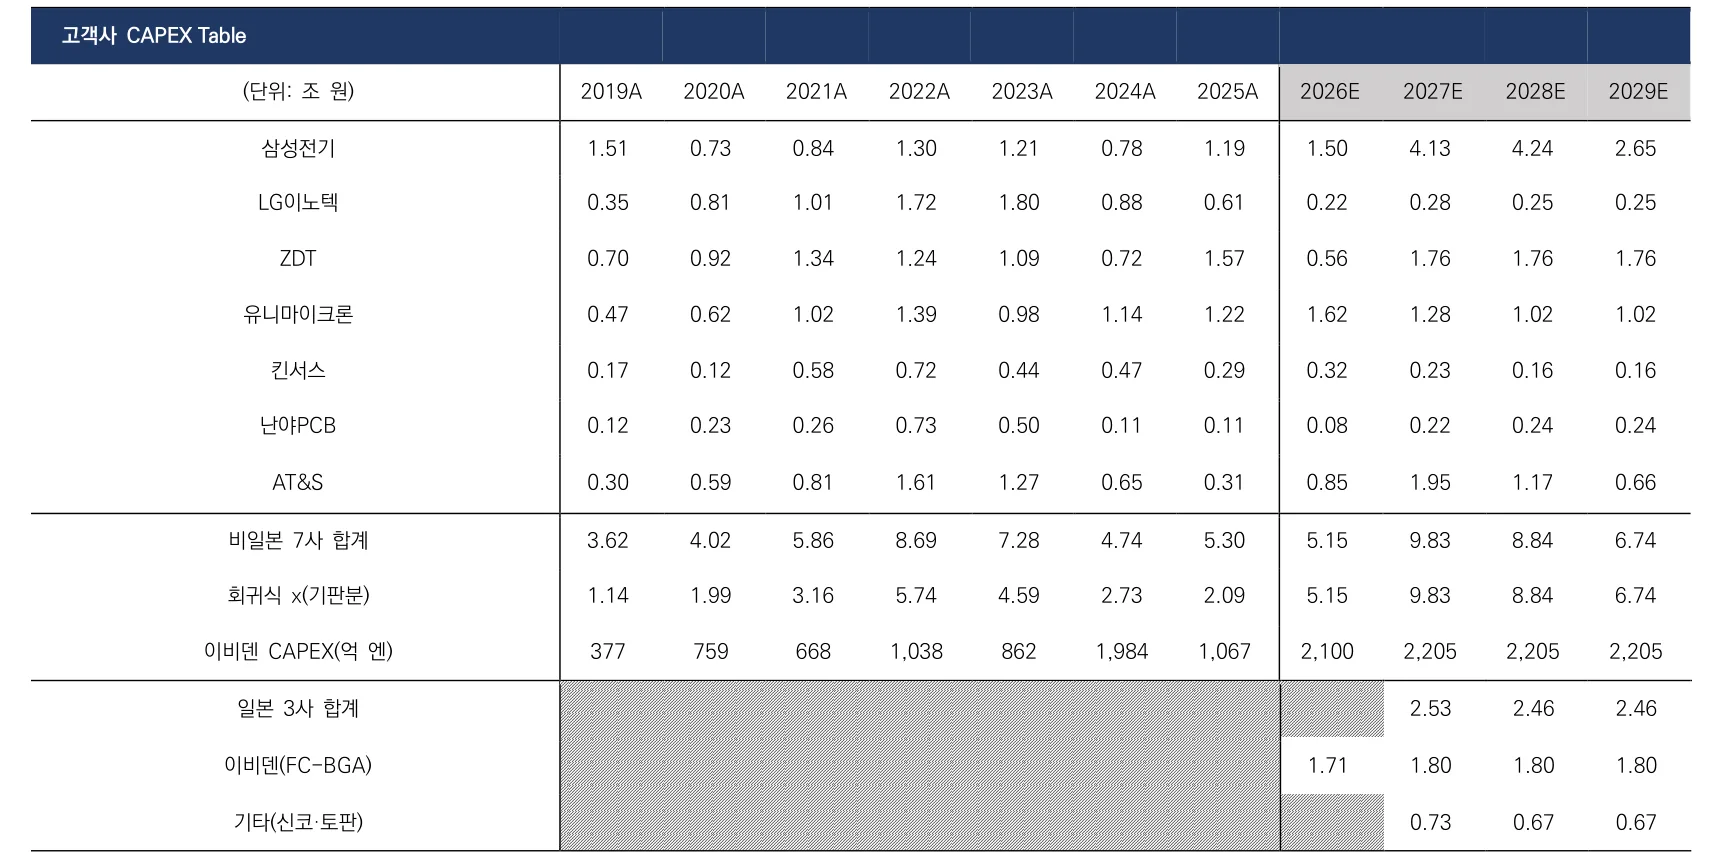 고객사 CAPEX Table
(단위: 조 원) 2019A 2020A 2021A 2022A 2023A 2024A 2025A 2026E 2027E 2028E 2029E
삼성전기 1.51 0.73 0.84 1.30 1.21 0.78 1.19 1.50 4.13 4.24 2.65
LG이노텍 0.35 0.81 1.01 1.72 1.80 0.88 0.61 0.22 0.28 0.25 0.25
ZDT 0.70 0.92 1.34 1.24 1.09 0.72 1.57 0.56 1.76 1.76 1.76
유니마이크론 0.47 0.62 1.02 1.39 0.98 1.14 1.22 1.62 1.28 1.02 1.02
킨서스 0.17 0.12 0.58 0.72 0.44 0.47 0.29 0.32 0.23 0.16 0.16
난야PCB 0.12 0.23 0.26 0.73 0.50 0.11 0.11 0.08 0.22 0.24 0.24
AT&S 0.30 0.59 0.81 1.61 1.27 0.65 0.31 0.85 1.95 1.17 0.66
비일본 7사 합계 3.62 4.02 5.86 8.69 7.28 4.74 5.30 5.15 9.83 8.84 6.74
회귀식 x(기판분) 1.14 1.99 3.16 5.74 4.59 2.73 2.09 5.15 9.83 8.84 6.74
이비덴 CAPEX(억 엔) 377 759 668 1,038 862 1,984 1,067 2,100 2,205 2,205 2,205
일본 3사 합계 2.53 2.46 2.46
이비덴(FC-BGA) 1.71 1.80 1.80 1.80
기타(신코·토판) 0.73 0.67 0.67